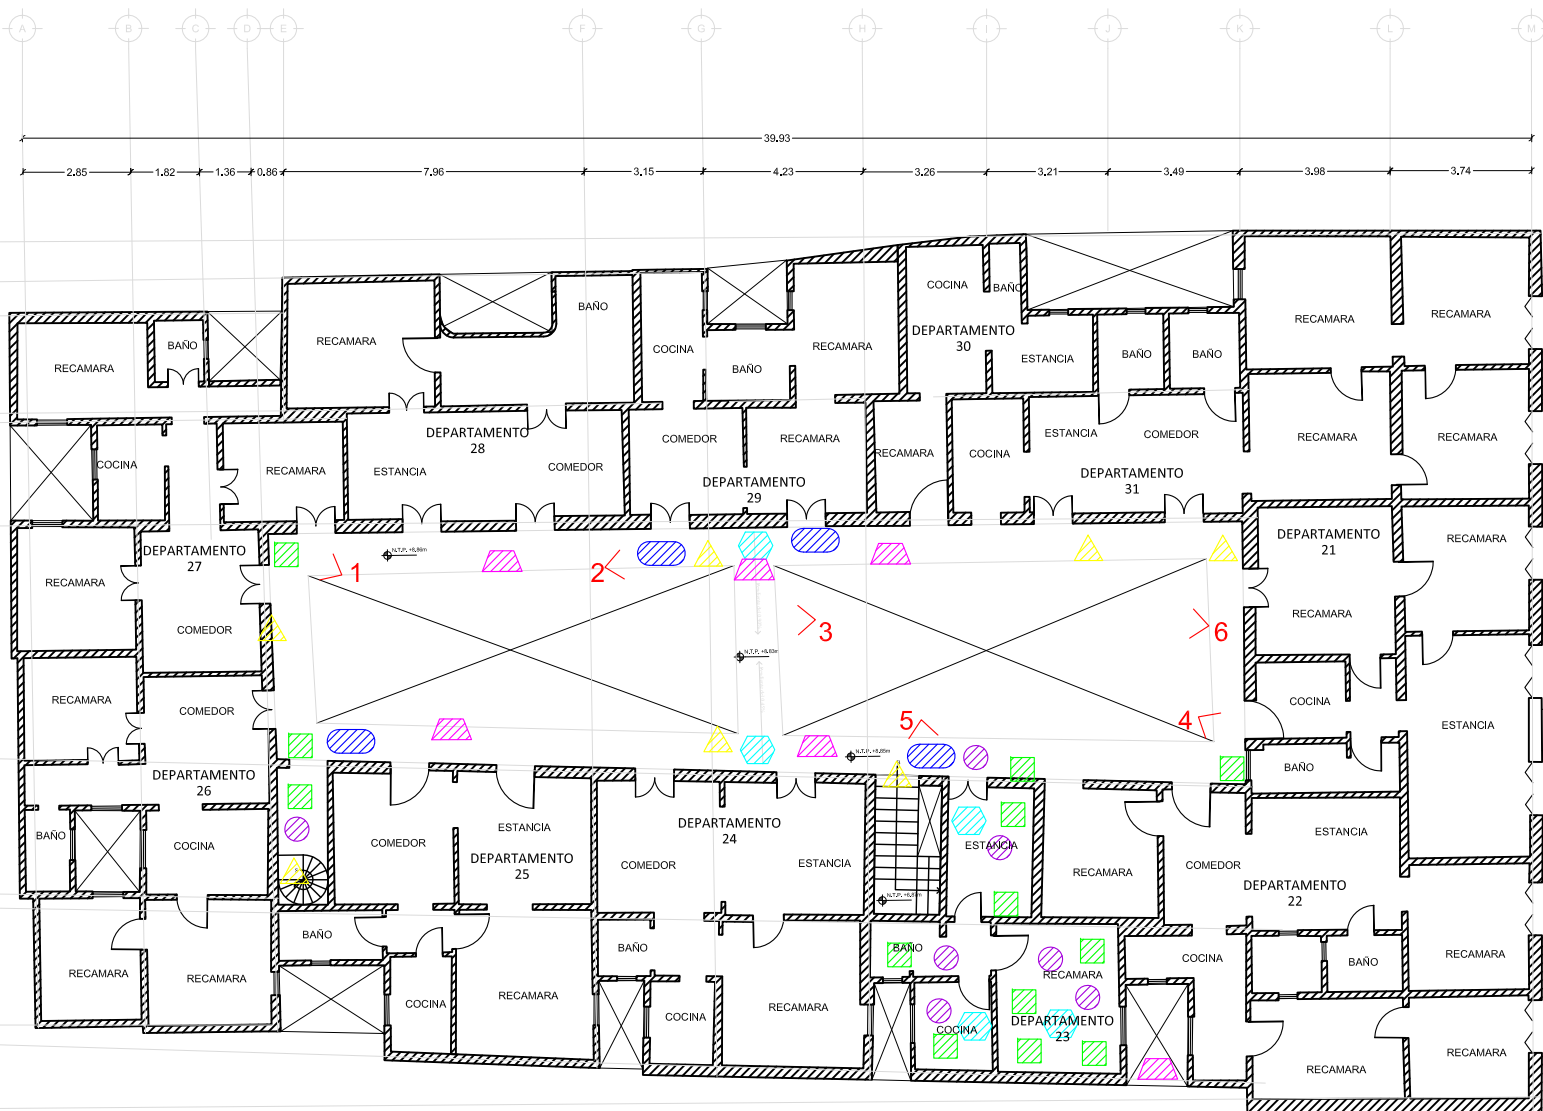 A B C D E F G H I J K L M
39.93
2.85 1.82 1.36 0.86 7.96 3.15 4.23 3.26 3.21 3.49 3.98 3.74
RECAMARA
BAÑO
RECAMARA
BAÑO
COCINA
BAÑO
RECAMARA
COCINA
BAÑO
DEPARTAMENTO
30
ESTANCIA
BAÑO
BAÑO
RECAMARA
RECAMARA
COCINA
RECAMARA
ESTANCIA
DEPARTAMENTO
28
COMEDOR
COMEDOR
RECAMARA
DEPARTAMENTO
29
RECAMARA
COCINA
ESTANCIA
COMEDOR
DEPARTAMENTO
31
RECAMARA
RECAMARA
DEPARTAMENTO
27
RECAMARA
COMEDOR
N.T.P. +8.86m
1
2
3
6
N.T.P. +8.83m
DEPARTAMENTO
21
RECAMARA
RECAMARA
RECAMARA
COMEDOR
DEPARTAMENTO
26
5
4
N.T.P. +8.85m
COCINA
BAÑO
ESTANCIA
BAÑO
COCINA
COMEDOR
ESTANCIA
DEPARTAMENTO
25
DEPARTAMENTO
24
COMEDOR
ESTANCIA
ESTANCIA
RECAMARA
COMEDOR
ESTANCIA
DEPARTAMENTO
22
RECAMARA
RECAMARA
BAÑO
COCINA
RECAMARA
BAÑO
COCINA
RECAMARA
BAÑO
COCINA
RECAMARA
DEPARTAMENTO
23
COCINA
BAÑO
RECAMARA
RECAMARA
RECAMARA